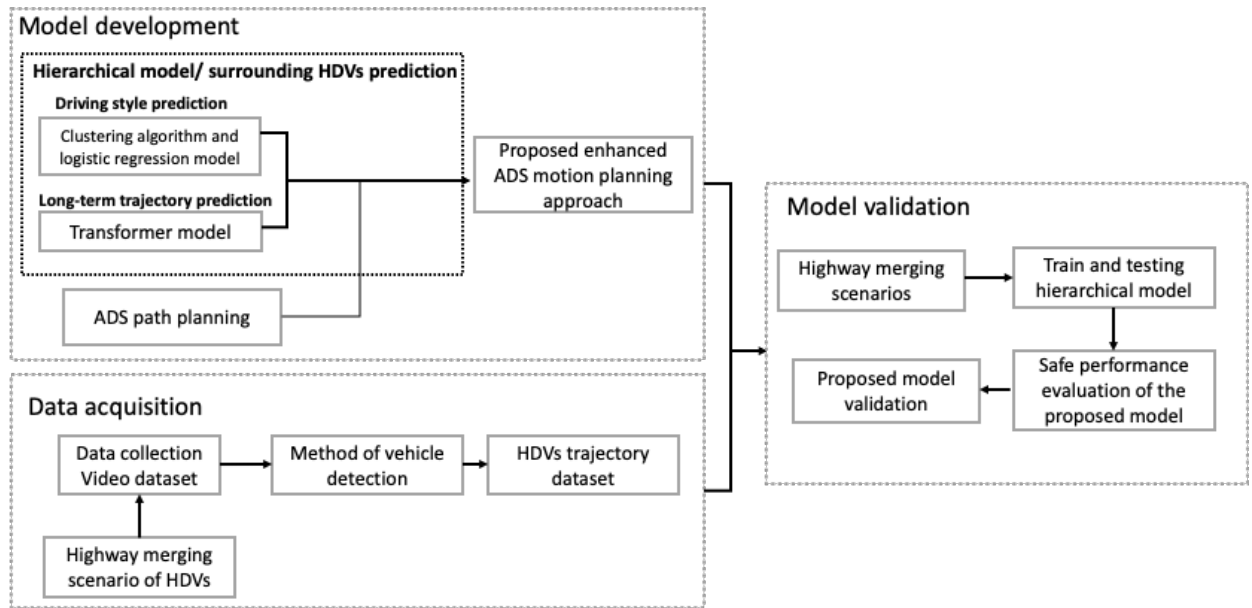 Model development
Hierarchical model/ surrounding HDVs prediction
Driving style prediction
Clustering algorithm and
logistic regression model
Long-term trajectory prediction
Transformer model
ADS path planning
Proposed enhanced
ADS motion planning
approach
Data acquisition
Data collection
Video dataset
Method of vehicle
detection
HDVs trajectory
dataset
Highway merging
scenario of HDVs
Model validation
Highway merging
scenarios
Train and testing
hierarchical model
Safe performance
evaluation of the
proposed model
Proposed model
validation